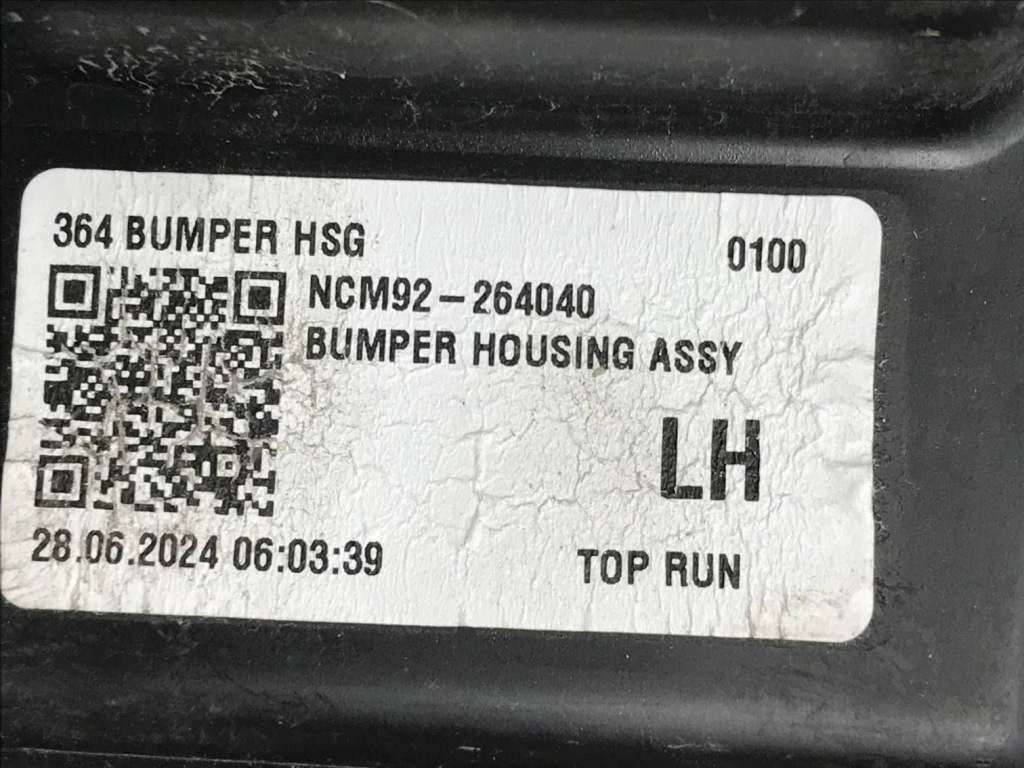 364 BUMPER HSG 0100
NCM92-264040
BUMPER HOUSING ASSY
LH
28.06.2024 06:03:39 TOP RUN